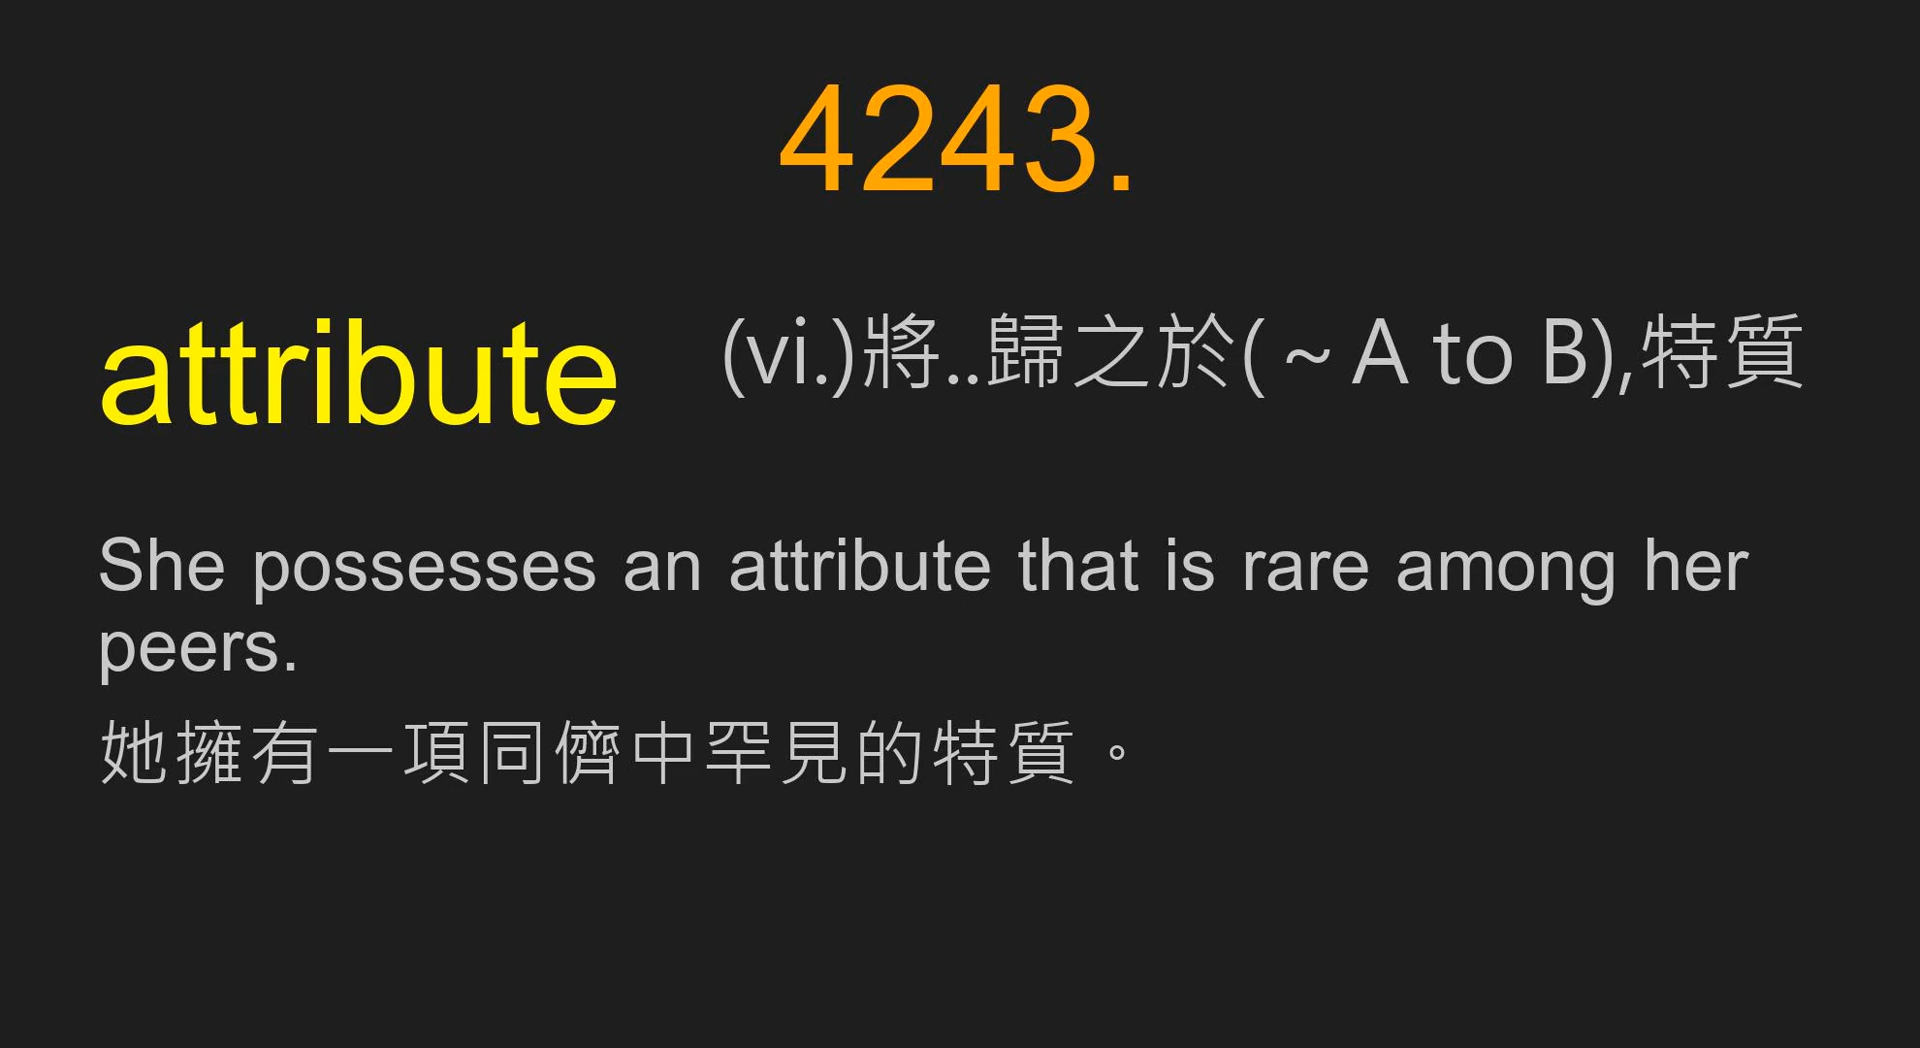 4243.
attribute (vi.)將..歸之於(～A to B),特質
She possesses an attribute that is rare among her
peers.
她擁有一項同儕中罕見的特質。